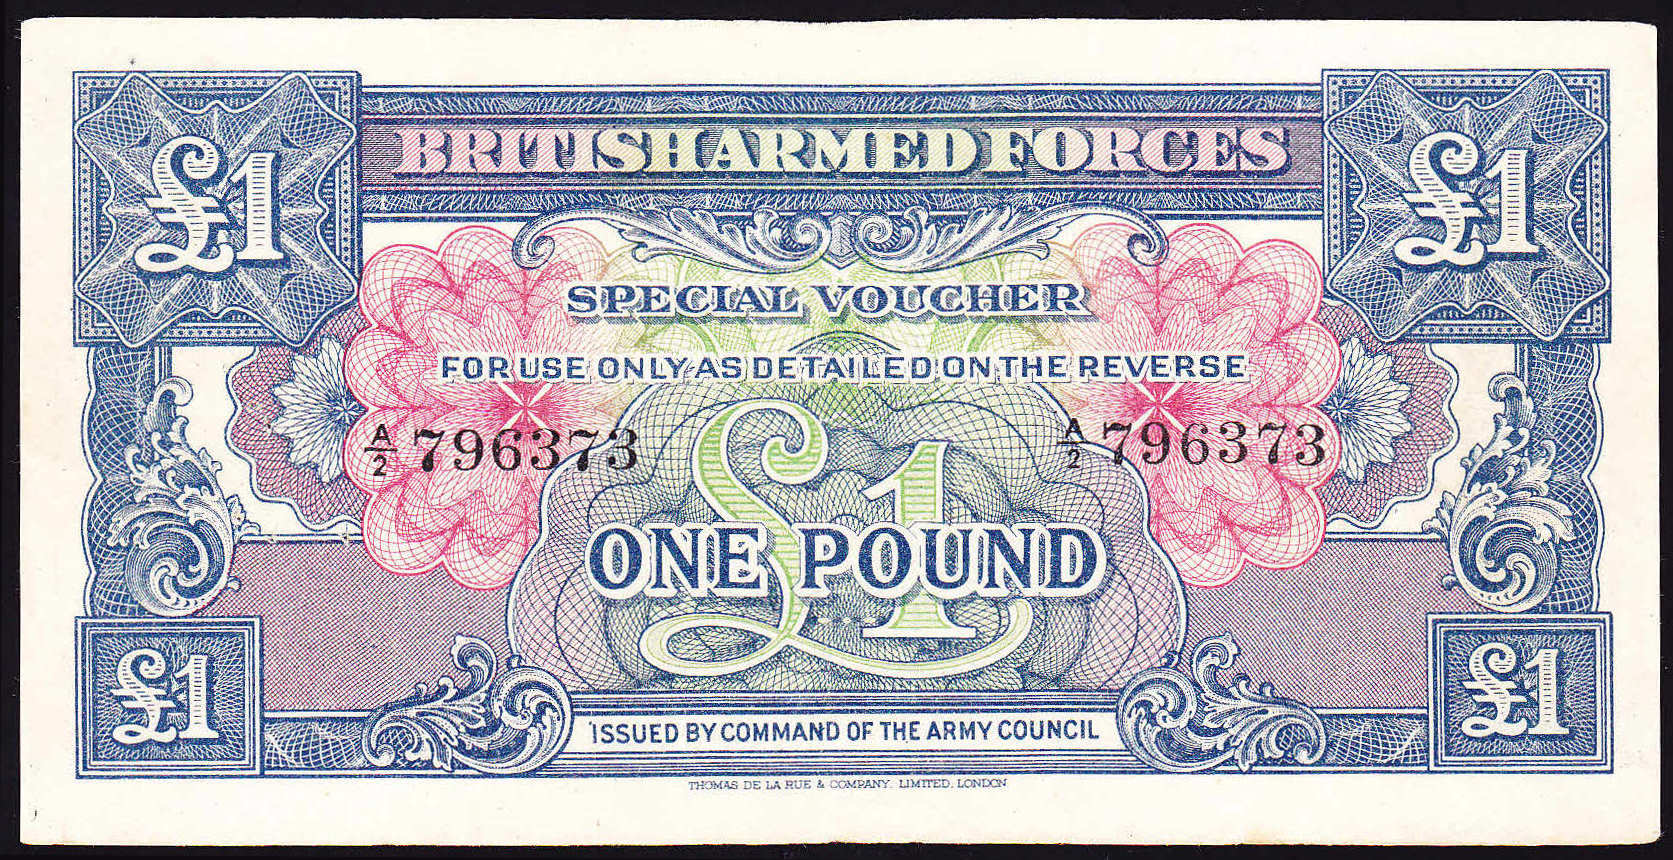 £1 BRITISH ARMED FORCES £1
SPECIAL VOUCHER
FOR USE ONLY AS DETAILED ON THE REVERSE
A/2 796373 A/2 796373
£1
ONE POUND
£1 ISSUED BY COMMAND OF THE ARMY COUNCIL £1
THOMAS DE LA RUE & COMPANY, LIMITED, LONDON